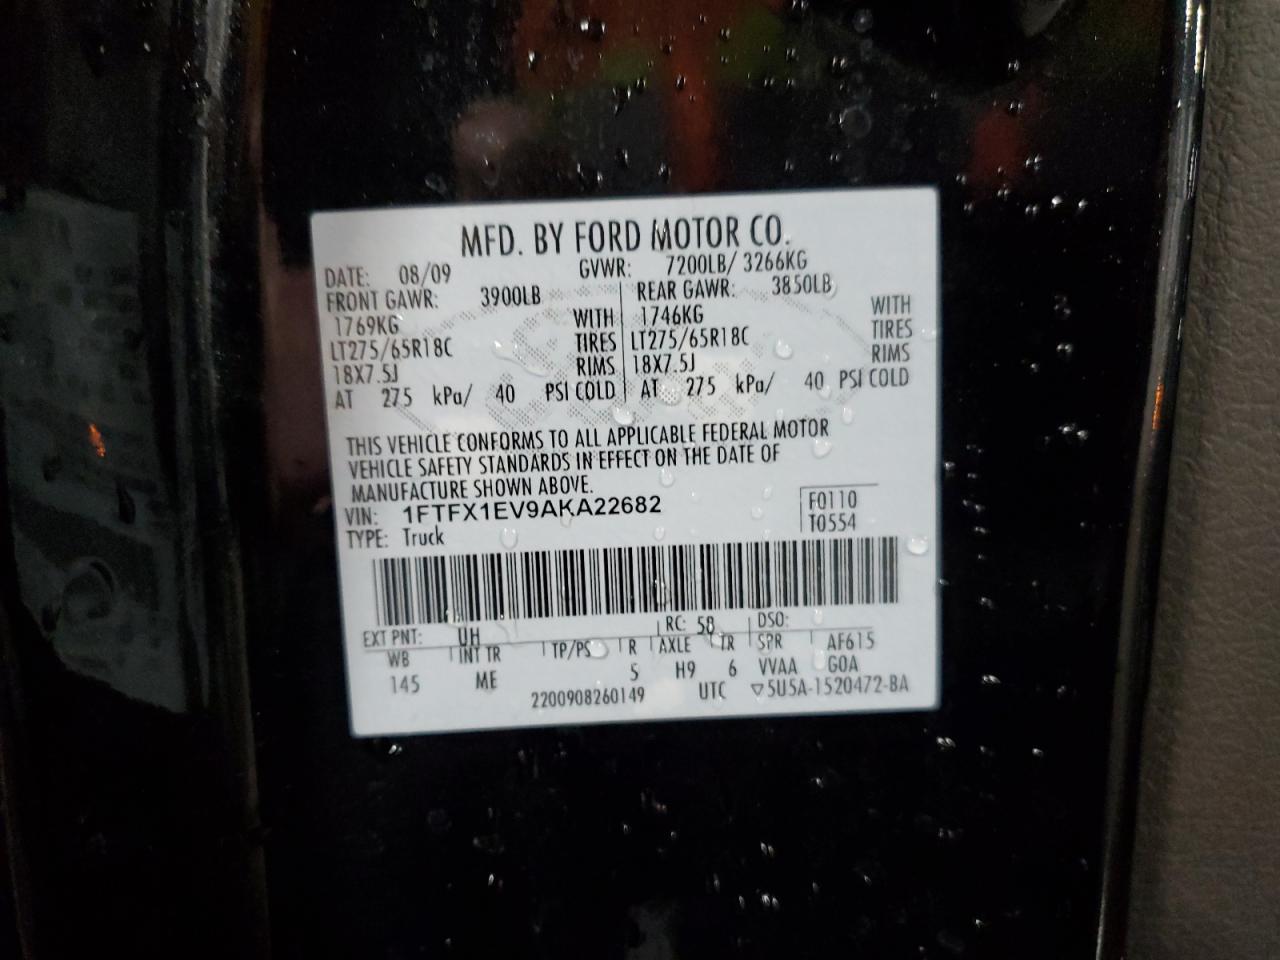 MFD. BY FORD MOTOR CO.
DATE: 08/09 GVWR: 7200LB/ 3266KG
FRONT GAWR: 3900LB REAR GAWR: 3850LB
1769KG WITH 1746KG WITH
LT275/65R18C TIRES LT275/65R18C TIRES
18X7.5J RIMS 18X7.5J RIMS
AT 275 kPa/ 40 PSI COLD AT 275 kPa/ 40 PSI COLD
THIS VEHICLE CONFORMS TO ALL APPLICABLE FEDERAL MOTOR
VEHICLE SAFETY STANDARDS IN EFFECT ON THE DATE OF
MANUFACTURE SHOWN ABOVE.
VIN: 1FTFX1EV9AKA22682 F0110
TYPE: Truck T0554
EXT PNT: UH RC: 58 DSO:
WB INT TR TP/PS R AXLE TR SPR AF615
145 ME 5 H9 6 VVAA GOA
2200908260149 UTC ▽5U5A-1520472-BA